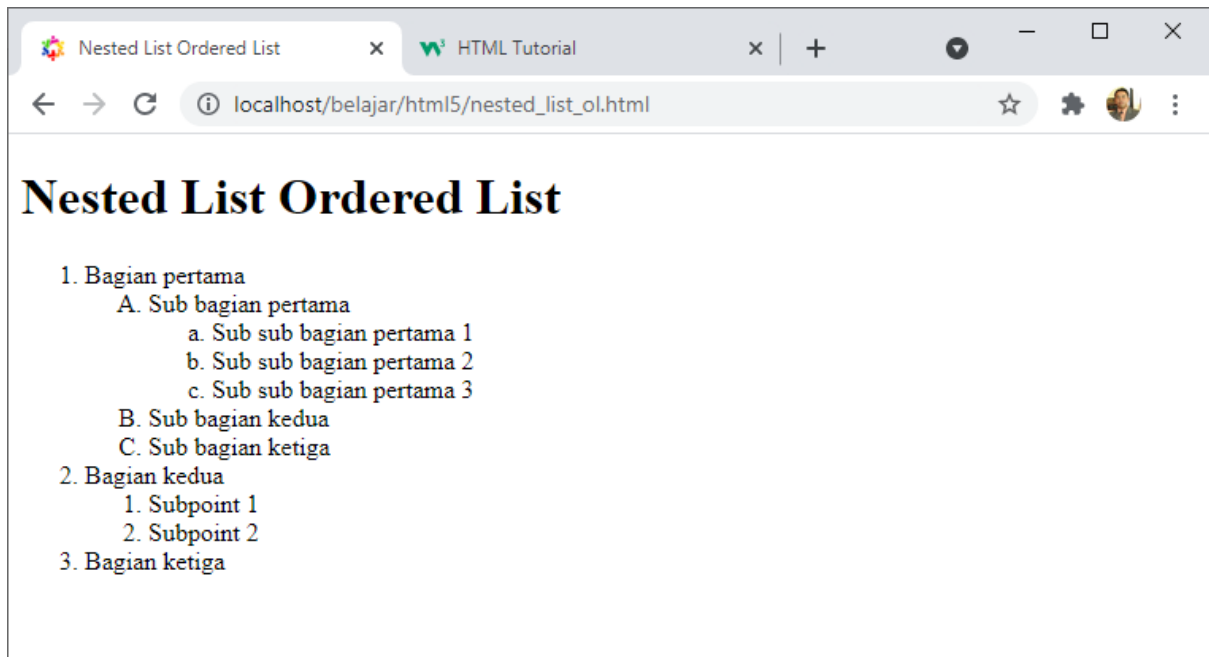 Nested List Ordered List
W3 HTML Tutorial
localhost/belajar/html5/nested_list_ol.html
Nested List Ordered List
1. Bagian pertama
A. Sub bagian pertama
a. Sub sub bagian pertama 1
b. Sub sub bagian pertama 2
c. Sub sub bagian pertama 3
B. Sub bagian kedua
C. Sub bagian ketiga
2. Bagian kedua
1. Subpoint 1
2. Subpoint 2
3. Bagian ketiga